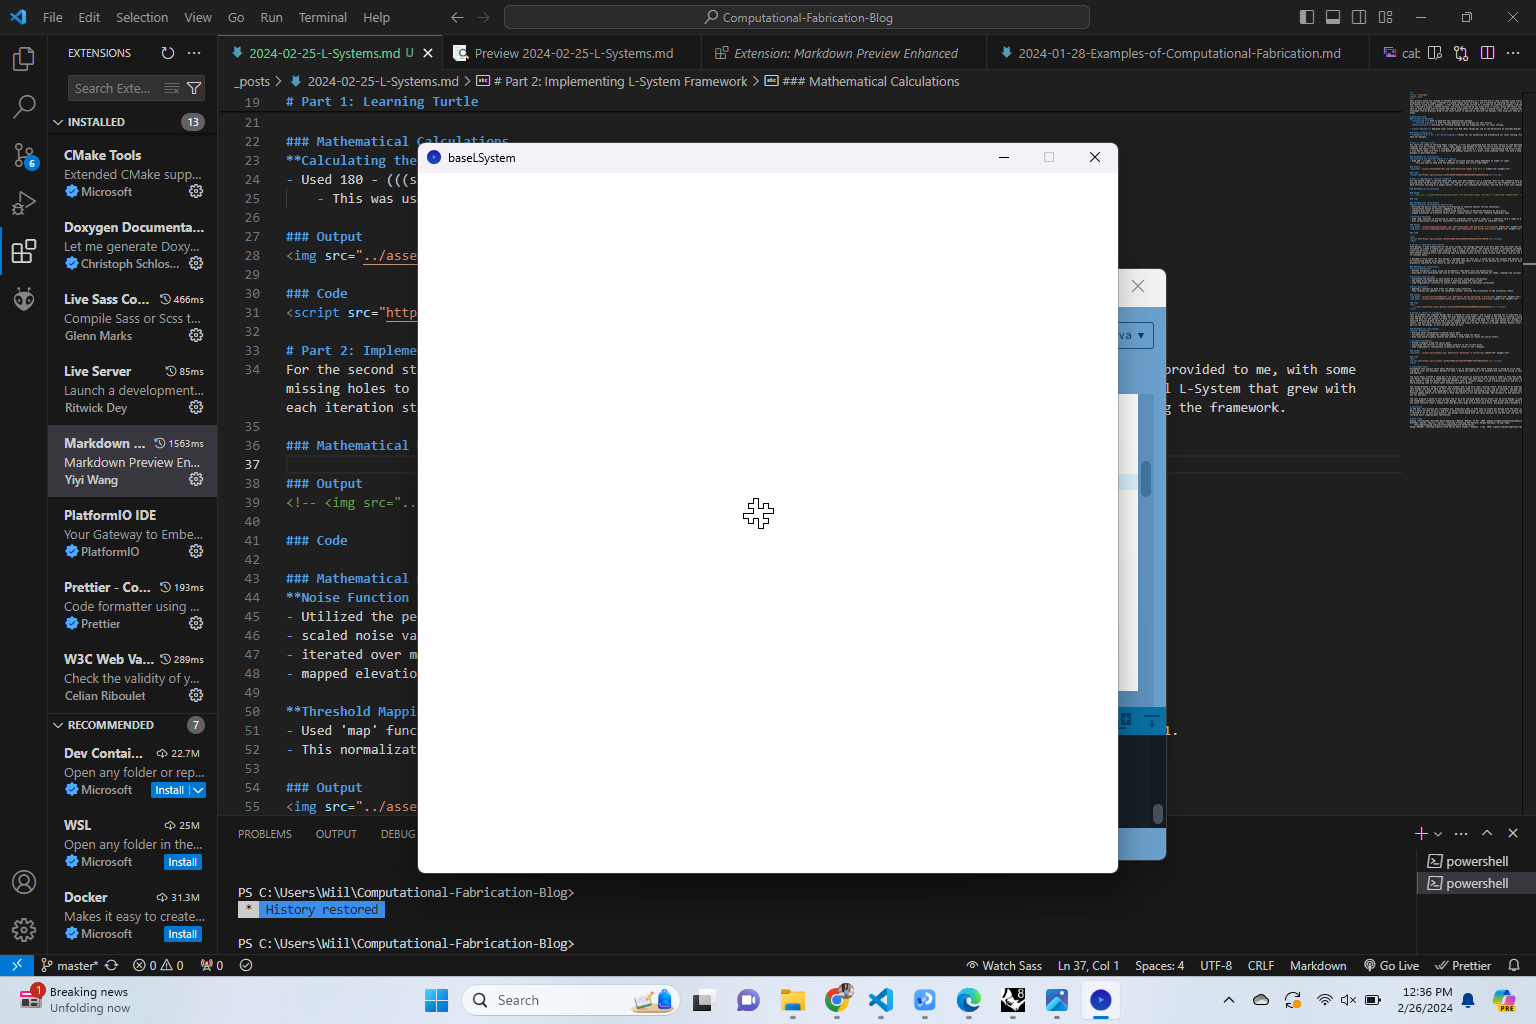 File Edit Selection View Go Run Terminal Help
Computational-Fabrication-Blog
EXTENSIONS
2024-02-25-L-Systems.md U
Preview 2024-02-25-L-Systems.md
Extension: Markdown Preview Enhanced
2024-01-28-Examples-of-Computational-Fabrication.md
cat
_posts > 2024-02-25-L-Systems.md > # Part 2: Implementing L-System Framework > ### Mathematical Calculations
Search Exte...
INSTALLED 13
CMake Tools
Extended CMake supp...
Microsoft
Doxygen Documenta...
Let me generate Doxy...
Christoph Schlos...
Live Sass Co... 466ms
Compile Sass or Scss t...
Glenn Marks
Live Server 85ms
Launch a development...
Ritwick Dey
Markdown ... 1563ms
Markdown Preview En...
Yiyi Wang
PlatformIO IDE
Your Gateway to Embe...
PlatformIO
Prettier - Co... 193ms
Code formatter using ...
Prettier
W3C Web Va... 289ms
Check the validity of y...
Celian Riboulet
RECOMMENDED 7
Dev Contai... 22.7M
Open any folder or rep...
Microsoft Install
WSL 25M
Open any folder in the...
Microsoft Install
Docker 31.3M
Makes it easy to create...
Microsoft Install
19 # Part 1: Learning Turtle
21
22 ### Mathematical Calculations
23 **Calculating the
24 - Used 180 - (((s
25 - This was us
26
27 ### Output
28 <img src="../asse
29
30 ### Code
31 <script src="http
32
33 # Part 2: Impleme
34 For the second st provided to me, with some
missing holes to l L-System that grew with
each iteration st g the framework.
35
36 ### Mathematical
37
38 ### Output
39 <!-- <img src="..
40
41 ### Code
42
43 ### Mathematical
44 **Noise Function
45 - Utilized the pe
46 - scaled noise va
47 - iterated over m
48 - mapped elevatio
49
50 **Threshold Mappi
51 - Used 'map' func l.
52 - This normalizat
53
54 ### Output
55 <img src="../asse
baseLSystem
va ▾
PROBLEMS OUTPUT DEBUG
PS C:\Users\Wiil\Computational-Fabrication-Blog>
* History restored
PS C:\Users\Wiil\Computational-Fabrication-Blog>
powershell
powershell
6
master* 0 0 0
Watch Sass Ln 37, Col 1 Spaces: 4 UTF-8 CRLF Markdown Go Live Prettier
1
Breaking news
Unfolding now
Search
8
12:36 PM
2/26/2024
PRE